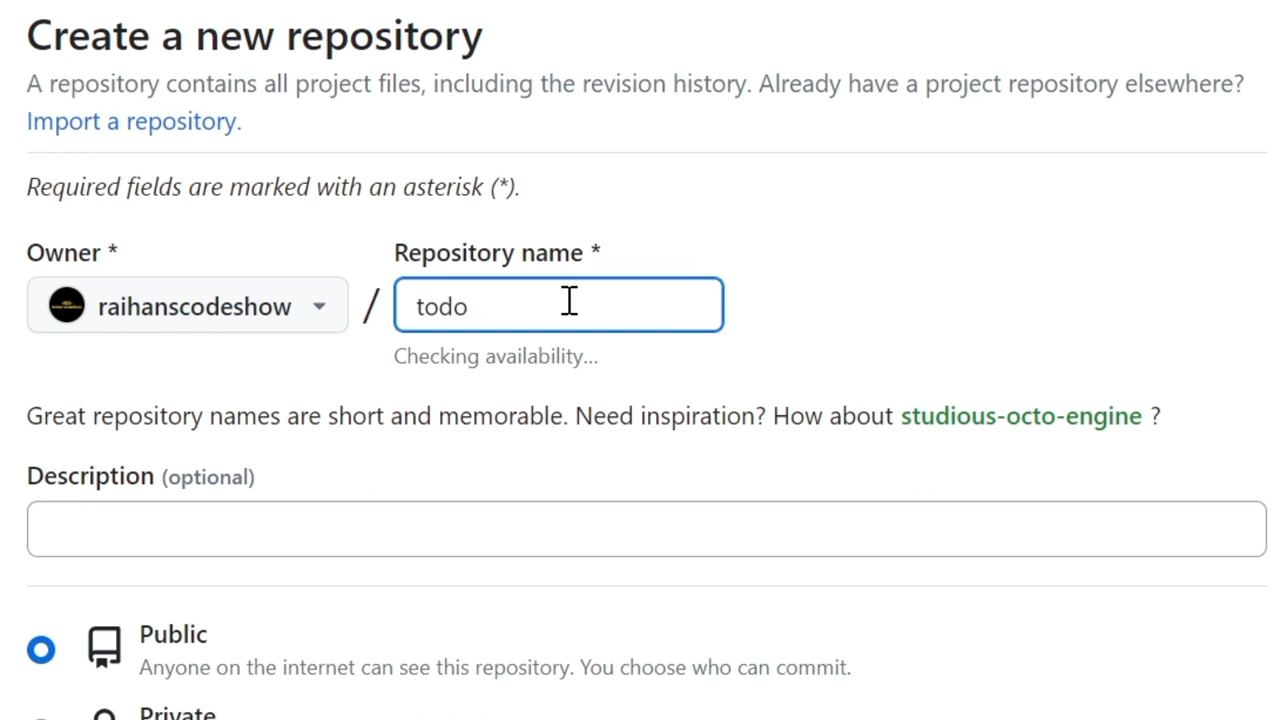 Create a new repository
A repository contains all project files, including the revision history. Already have a project repository elsewhere?
Import a repository.
Required fields are marked with an asterisk (*).
Owner *
Repository name *
raihanscodeshow
/
todo
Checking availability...
Great repository names are short and memorable. Need inspiration? How about studious-octo-engine ?
Description (optional)
Public
Anyone on the internet can see this repository. You choose who can commit.
Private